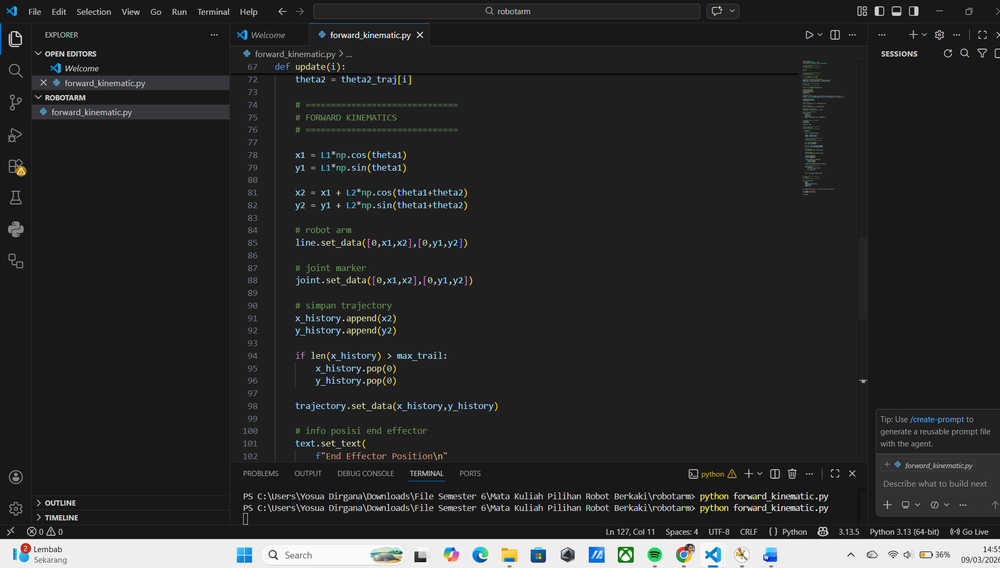 File Edit Selection View Go Run Terminal Help
robotarm
EXPLORER
OPEN EDITORS
Welcome
forward_kinematic.py
ROBOTARM
forward_kinematic.py
OUTLINE
TIMELINE
Welcome
forward_kinematic.py
forward_kinematic.py > ...
67 def update(i):
72 theta2 = theta2_traj[i]
73
74 # ==============================
75 # FORWARD KINEMATICS
76 # ==============================
77
78 x1 = L1*np.cos(theta1)
79 y1 = L1*np.sin(theta1)
80
81 x2 = x1 + L2*np.cos(theta1+theta2)
82 y2 = y1 + L2*np.sin(theta1+theta2)
83
84 # robot arm
85 line.set_data([0,x1,x2],[0,y1,y2])
86
87 # joint marker
88 joint.set_data([0,x1,x2],[0,y1,y2])
89
90 # simpan trajectory
91 x_history.append(x2)
92 y_history.append(y2)
93
94 if len(x_history) > max_trail:
95 x_history.pop(0)
96 y_history.pop(0)
97
98 trajectory.set_data(x_history,y_history)
99
100 # info posisi end effector
101 text.set_text(
102 f"End Effector Position\n"
PROBLEMS OUTPUT DEBUG CONSOLE TERMINAL PORTS
python
PS C:\Users\Yosua Dirgana\Downloads\File Semester 6\Mata Kuliah Pilihan Robot Berkaki\robotarm> python forward_kinematic.py
PS C:\Users\Yosua Dirgana\Downloads\File Semester 6\Mata Kuliah Pilihan Robot Berkaki\robotarm> python forward_kinematic.py
SESSIONS
Tip: Use /create-prompt to
generate a reusable prompt file
with the agent.
forward_kinematic.py
Describe what to build next
0 0
Ln 127, Col 11 Spaces: 4 UTF-8 CRLF {} Python 3.13.5 Python 3.13 (64-bit) Go Live
2
Lembab
Sekarang
Search
36%
14:55
09/03/2026